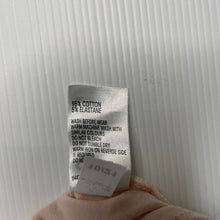 95% COTTON
5% ELASTANE
WASH BEFORE WEAR
WARM MACHINE WASH WITH
SIMILAR COLOURS
DO NOT BLEACH
DO NOT TUMBLE DRY
WARM IRON ON REVERSE SIDE
IF REQUIRED
DO N